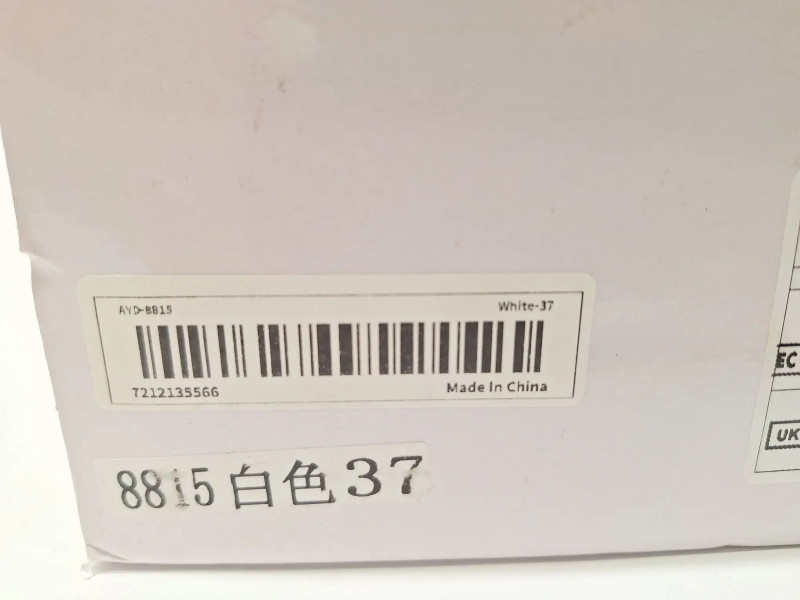 AYD-8815 White-37
7212135566 Made In China
8815 白色 37
EC
UK